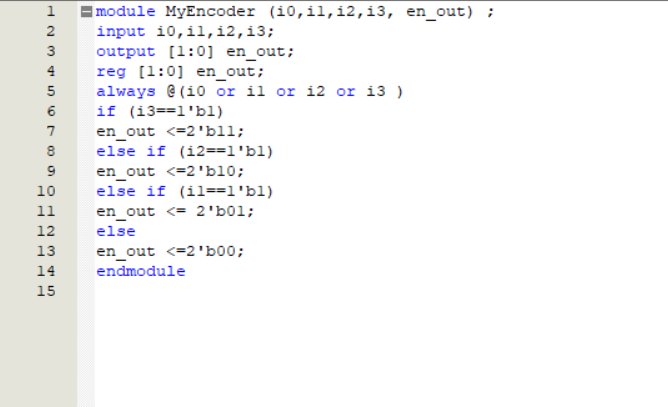 1 module MyEncoder (i0,i1,i2,i3, en_out) ;
2 input i0,i1,i2,i3;
3 output [1:0] en_out;
4 reg [1:0] en_out;
5 always @(i0 or i1 or i2 or i3 )
6 if (i3==1'b1)
7 en_out <=2'b11;
8 else if (i2==1'b1)
9 en_out <=2'b10;
10 else if (i1==1'b1)
11 en_out <= 2'b01;
12 else
13 en_out <=2'b00;
14 endmodule
15